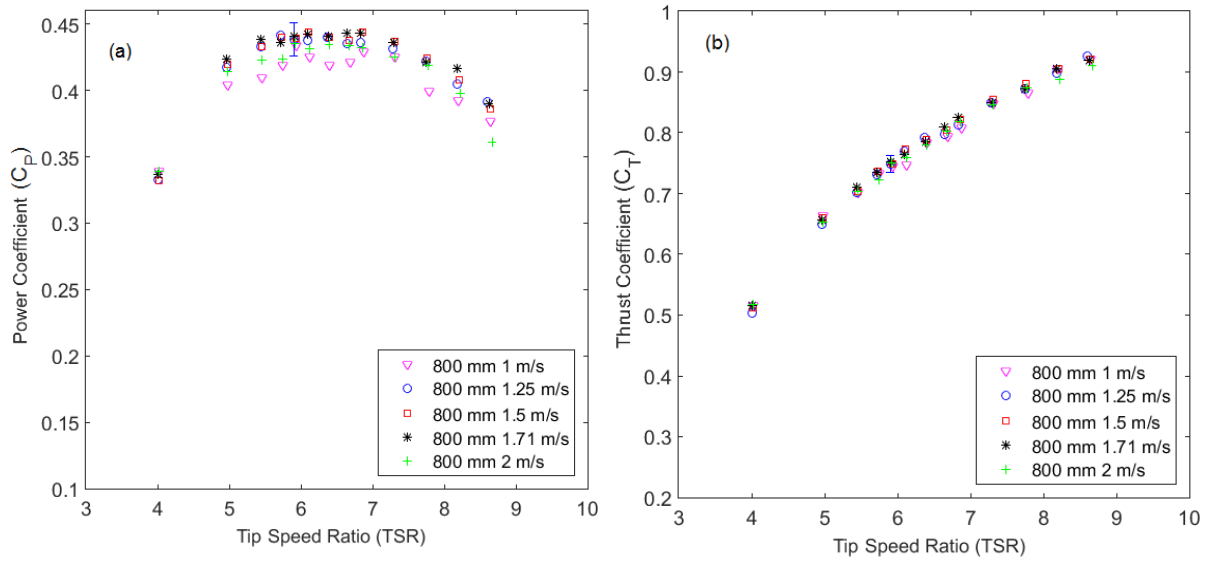 (a)
Power Coefficient (C_P)
0.45
0.4
0.35
0.3
0.25
0.2
0.15
0.1
3 4 5 6 7 8 9 10
Tip Speed Ratio (TSR)
800 mm 1 m/s
800 mm 1.25 m/s
800 mm 1.5 m/s
800 mm 1.71 m/s
800 mm 2 m/s
(b)
Thrust Coefficient (C_T)
1
0.9
0.8
0.7
0.6
0.5
0.4
0.3
0.2
3 4 5 6 7 8 9 10
Tip Speed Ratio (TSR)
800 mm 1 m/s
800 mm 1.25 m/s
800 mm 1.5 m/s
800 mm 1.71 m/s
800 mm 2 m/s